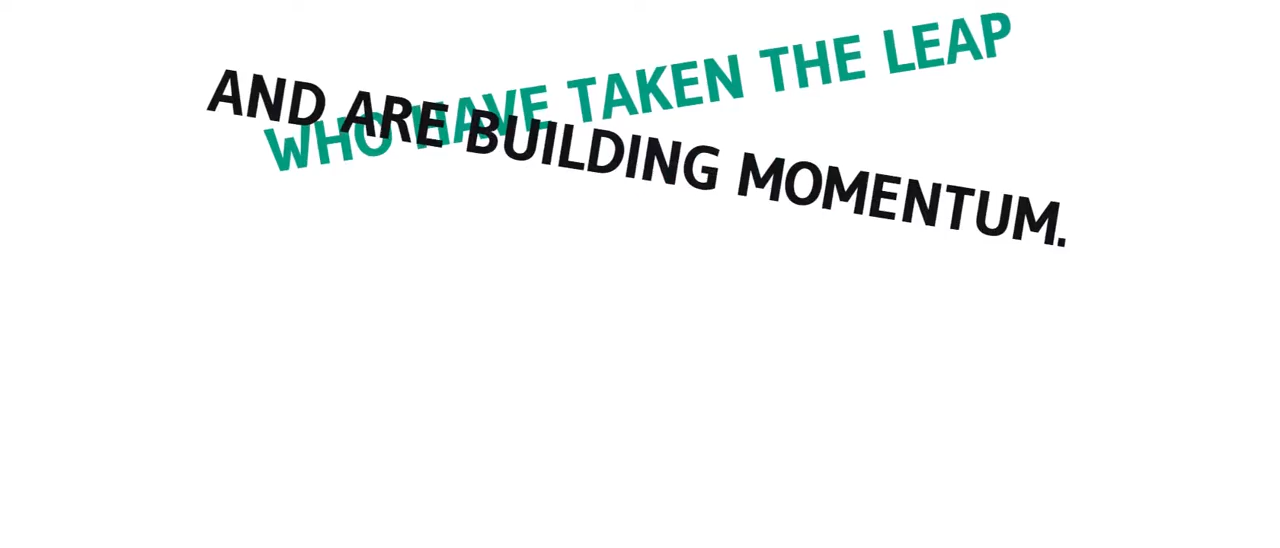 WHO HAVE TAKEN THE LEAP
AND ARE BUILDING MOMENTUM.